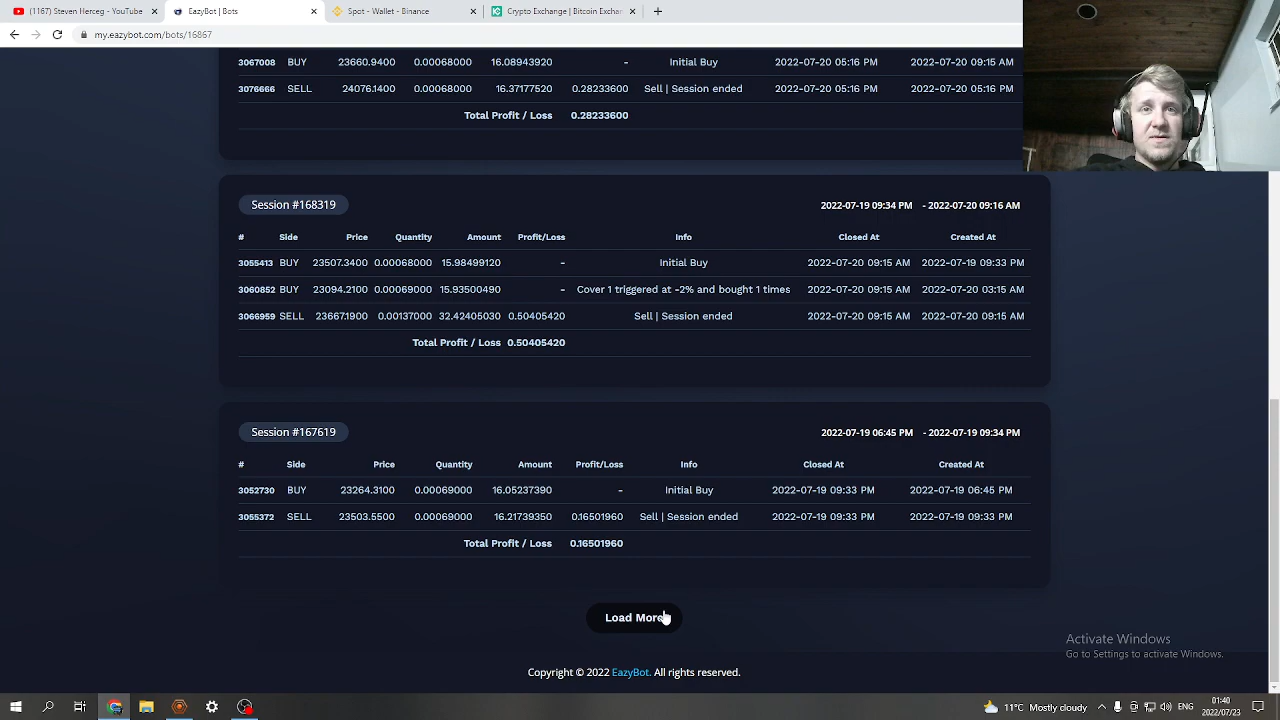 (1167) Steven Herceg - YouTube
EazyBot | Bots
Spot - Wallet - Binance
Crypto Exchange | Bitcoin Exchan
my.eazybot.com/bots/16867
3067008 BUY 23660.9400 0.00068000 16.08943920 - Initial Buy 2022-07-20 05:16 PM 2022-07-20 09:15 AM
3076666 SELL 24076.1400 0.00068000 16.37177520 0.28233600 Sell | Session ended 2022-07-20 05:16 PM 2022-07-20 05:16 PM
Total Profit / Loss 0.28233600
Session #168319 2022-07-19 09:34 PM - 2022-07-20 09:16 AM
# Side Price Quantity Amount Profit/Loss Info Closed At Created At
3055413 BUY 23507.3400 0.00068000 15.98499120 - Initial Buy 2022-07-20 09:15 AM 2022-07-19 09:33 PM
3060852 BUY 23094.2100 0.00069000 15.93500490 - Cover 1 triggered at -2% and bought 1 times 2022-07-20 09:15 AM 2022-07-20 03:15 AM
3066959 SELL 23667.1900 0.00137000 32.42405030 0.50405420 Sell | Session ended 2022-07-20 09:15 AM 2022-07-20 09:15 AM
Total Profit / Loss 0.50405420
Session #167619 2022-07-19 06:45 PM - 2022-07-19 09:34 PM
# Side Price Quantity Amount Profit/Loss Info Closed At Created At
3052730 BUY 23264.3100 0.00069000 16.05237390 - Initial Buy 2022-07-19 09:33 PM 2022-07-19 06:45 PM
3055372 SELL 23503.5500 0.00069000 16.21739350 0.16501960 Sell | Session ended 2022-07-19 09:33 PM 2022-07-19 09:33 PM
Total Profit / Loss 0.16501960
Load More
Activate Windows
Go to Settings to activate Windows.
Copyright © 2022 EazyBot. All rights reserved.
11°C Mostly cloudy
ENG
01:40
2022/07/23